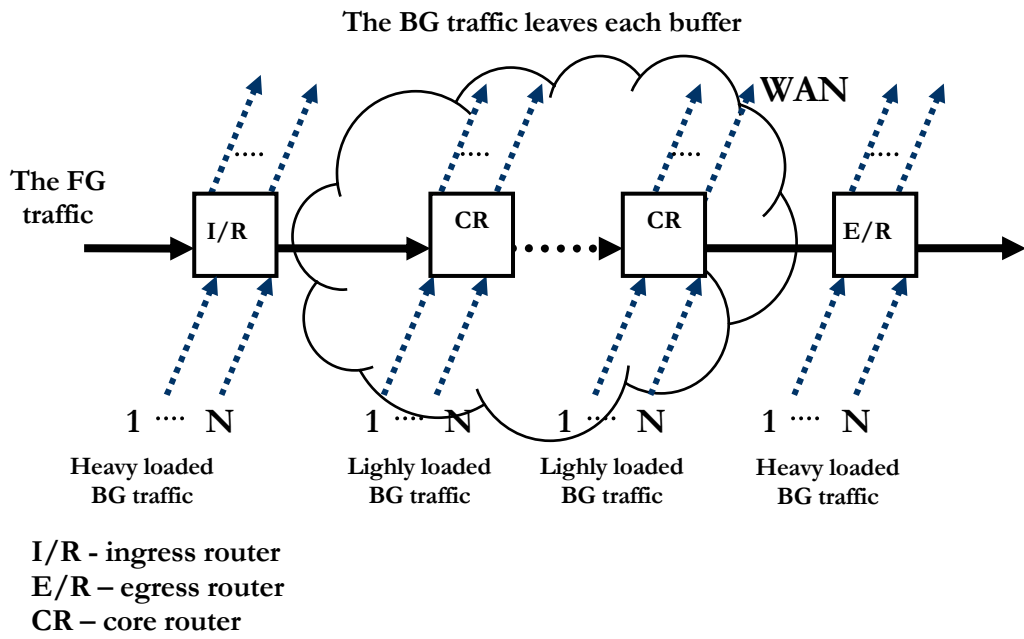 The BG traffic leaves each buffer
WAN
.... .... .... ....
The FG
traffic
I/R CR CR E/R
1 .... N 1 .... N 1 .... N 1 .... N
Heavy loaded Lighly loaded Lighly loaded Heavy loaded
BG traffic BG traffic BG traffic BG traffic
I/R - ingress router
E/R – egress router
CR – core router